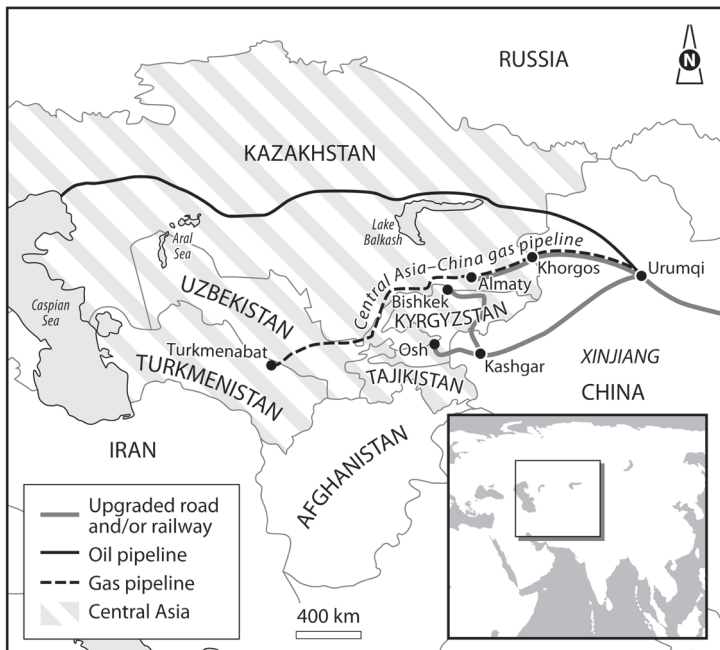 RUSSIA
N
KAZAKHSTAN
Lake
Balkash
Aral
Sea
Central Asia–China gas pipeline
Khorgos
Urumqi
Almaty
Caspian
Sea
UZBEKISTAN
Bishkek
KYRGYZSTAN
Turkmenabat
Osh
Kashgar
XINJIANG
TURKMENISTAN
TAJIKISTAN
CHINA
IRAN
AFGHANISTAN
Upgraded road
and/or railway
Oil pipeline
Gas pipeline
Central Asia
400 km